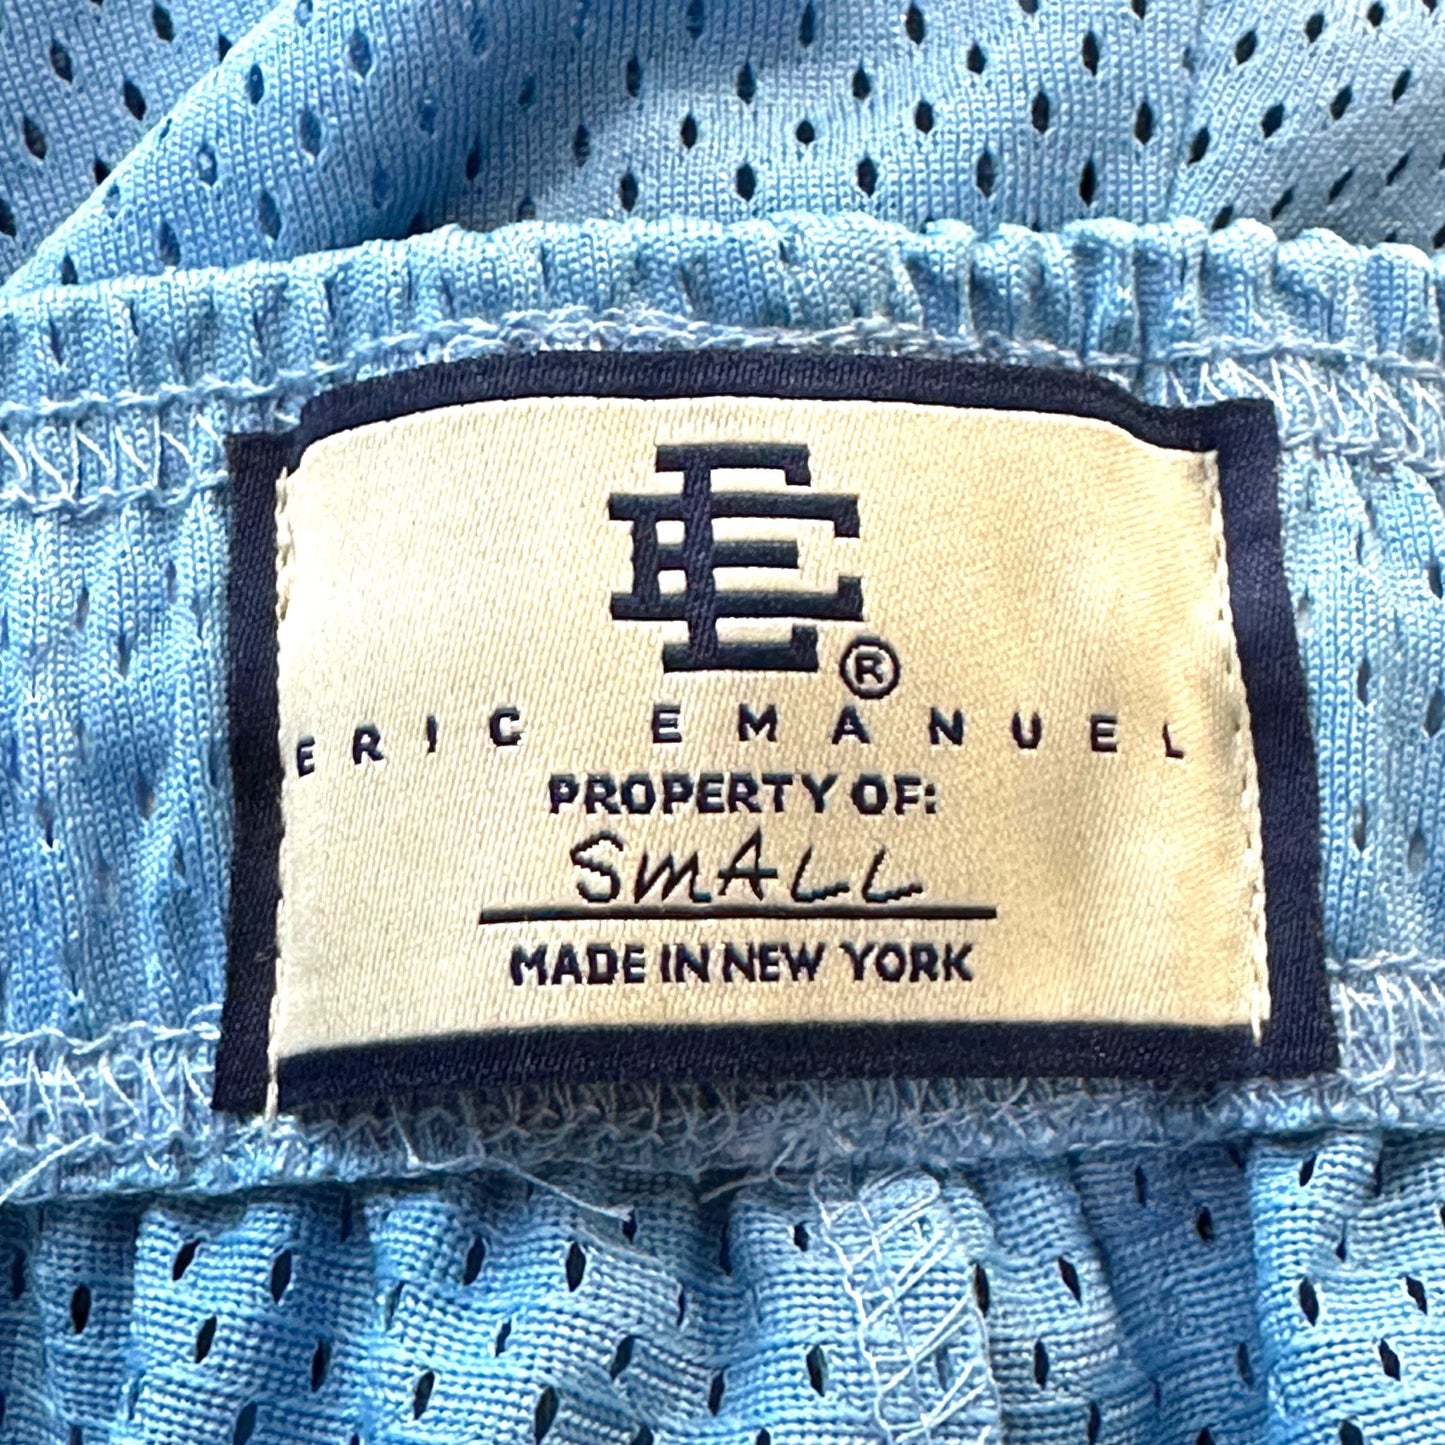 EE®
ERIC EMANUEL
PROPERTY OF:
SMALL
MADE IN NEW YORK